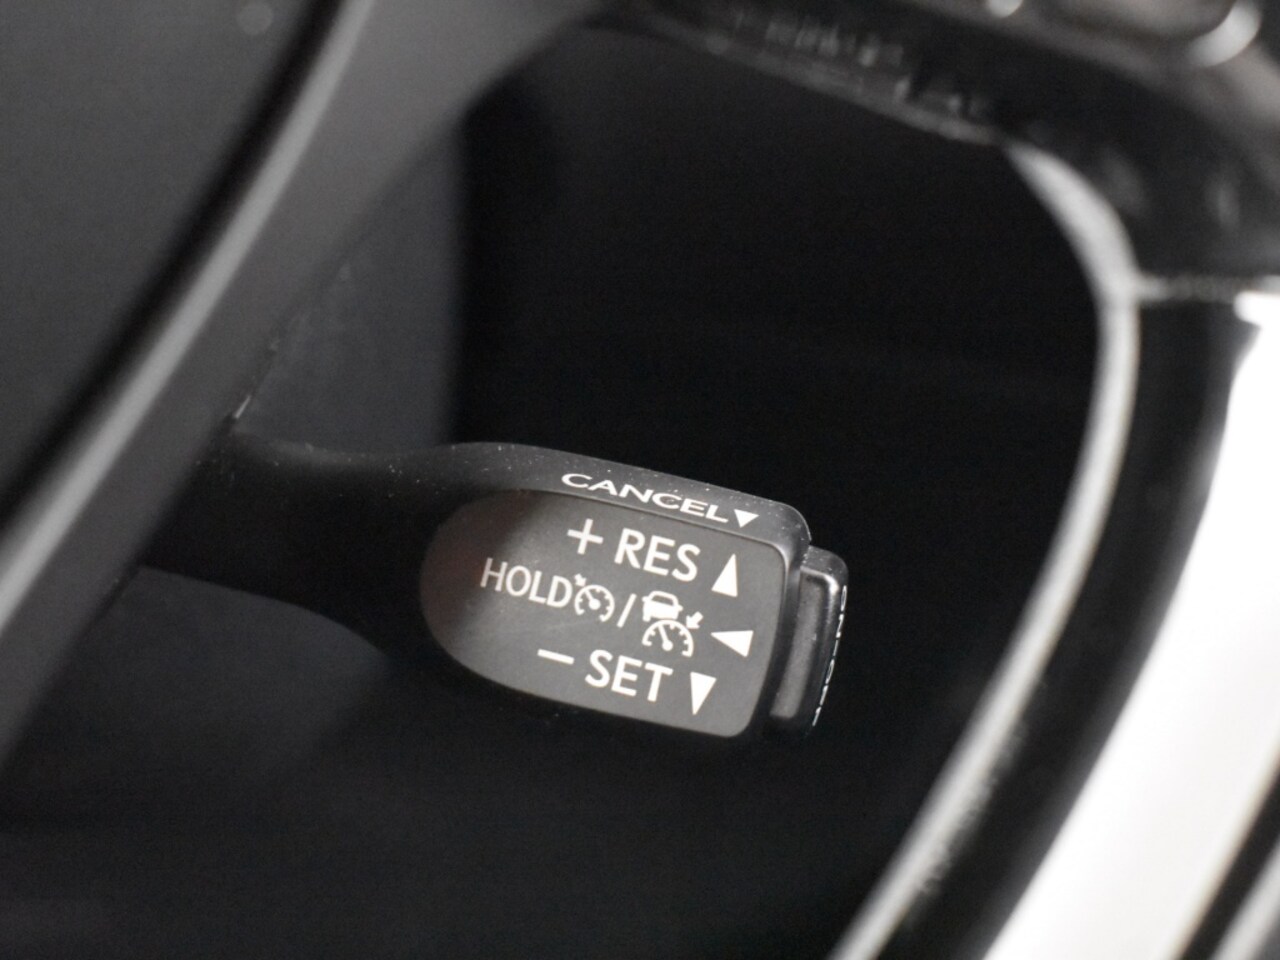 CANCEL▼
+ RES ▲
HOLD / ◀
− SET ▼